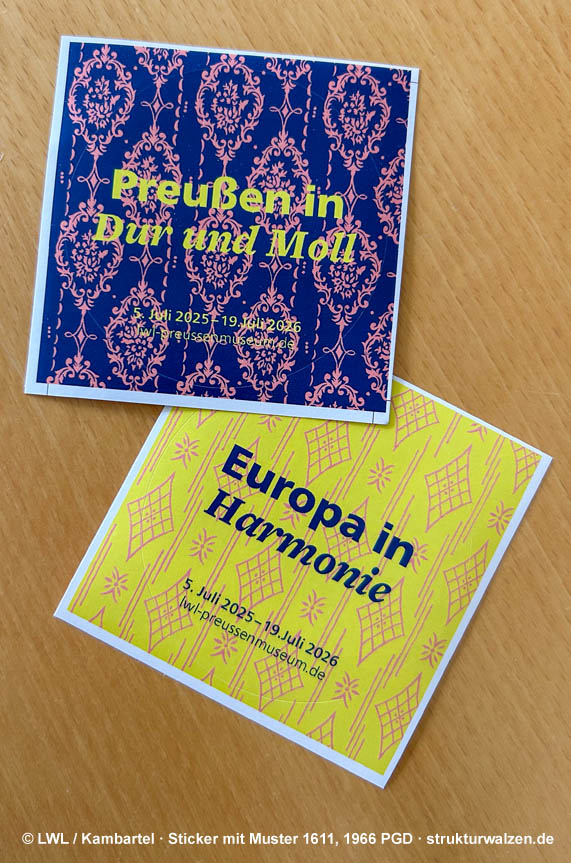 Preußen in
Dur und Moll
5. Juli 2025–19. Juli 2026
lwl-preussenmuseum.de
Europa in
Harmonie
5. Juli 2025–19. Juli 2026
lwl-preussenmuseum.de
© LWL / Kambartel · Sticker mit Muster 1611, 1966 PGD · strukturwalzen.de